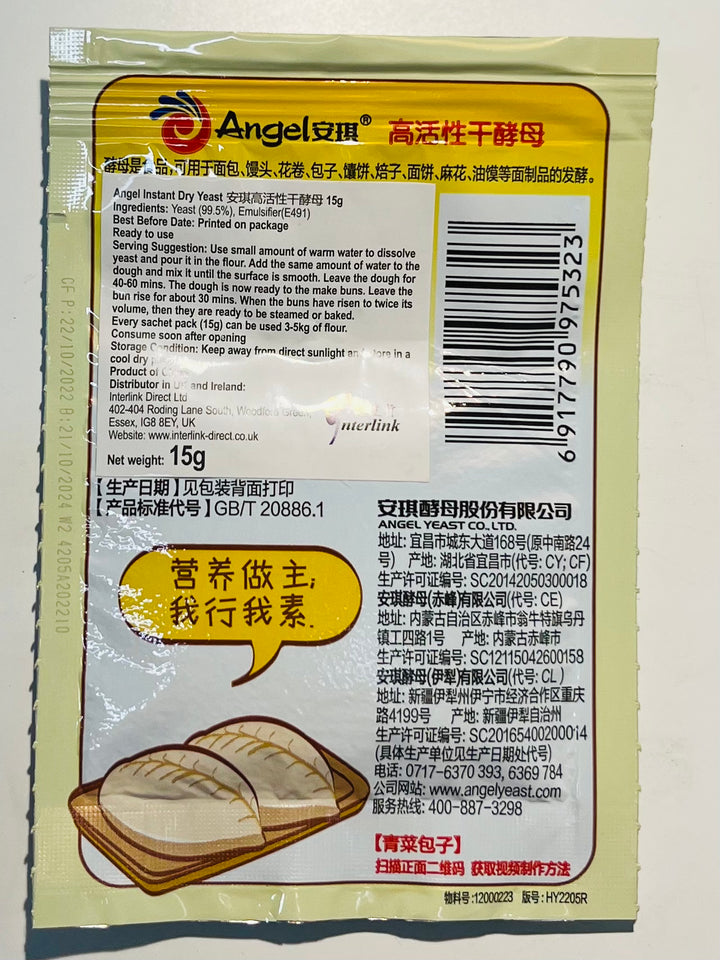 Angel安琪® 高活性干酵母
酵母是食品,可用于面包、馒头、花卷、包子、馕饼、焙子、面饼、麻花、油馍等面制品的发酵。
Angel Instant Dry Yeast 安琪高活性干酵母 15g
Ingredients: Yeast (99.5%), Emulsifier(E491)
Best Before Date: Printed on package
Ready to use
Serving Suggestion: Use small amount of warm water to dissolve
yeast and pour it in the flour. Add the same amount of water to the
dough and mix it until the surface is smooth. Leave the dough for
40-60 mins. The dough is now ready to the make buns. Leave the
bun rise for about 30 mins. When the buns have risen to twice its
volume, then they are ready to be steamed or baked.
Every sachet pack (15g) can be used 3-5kg of flour.
Consume soon after opening
Storage Condition: Keep away from direct sunlight and store in a
cool dry
Product of
Distributor in UK and Ireland:
Interlink Direct Ltd
402-404 Roding Lane South, Woodford Green,
Essex, IG8 8EY, UK
Website: www.interlink-direct.co.uk
Interlink
Net weight: 15g
6 917790 975323
CF P:22/10/2022 B:21/10/2024 W2 4205A202210
【生产日期】见包装背面打印
【产品标准代号】GB/T 20886.1
营养做主;
我行我素.
安琪酵母股份有限公司
ANGEL YEAST CO., LTD.
地址: 宜昌市城东大道168号(原中南路24
号) 产地: 湖北省宜昌市(代号: CY; CF)
生产许可证编号: SC20142050300018
安琪酵母(赤峰)有限公司(代号: CE)
地址: 内蒙古自治区赤峰市翁牛特旗乌丹
镇工四路1号 产地: 内蒙古赤峰市
生产许可证编号: SC12115042600158
安琪酵母(伊犁)有限公司(代号: CL )
地址: 新疆伊犁州伊宁市经济合作区重庆
路4199号 产地: 新疆伊犁自治州
生产许可证编号: SC20165400200014
(具体生产单位见生产日期处代号)
电话: 0717-6370 393, 6369 784
公司网站: www.angelyeast.com
服务热线: 400-887-3298
【青菜包子】
扫描正面二维码 获取视频制作方法
物料号:12000223 版号: HY2205R